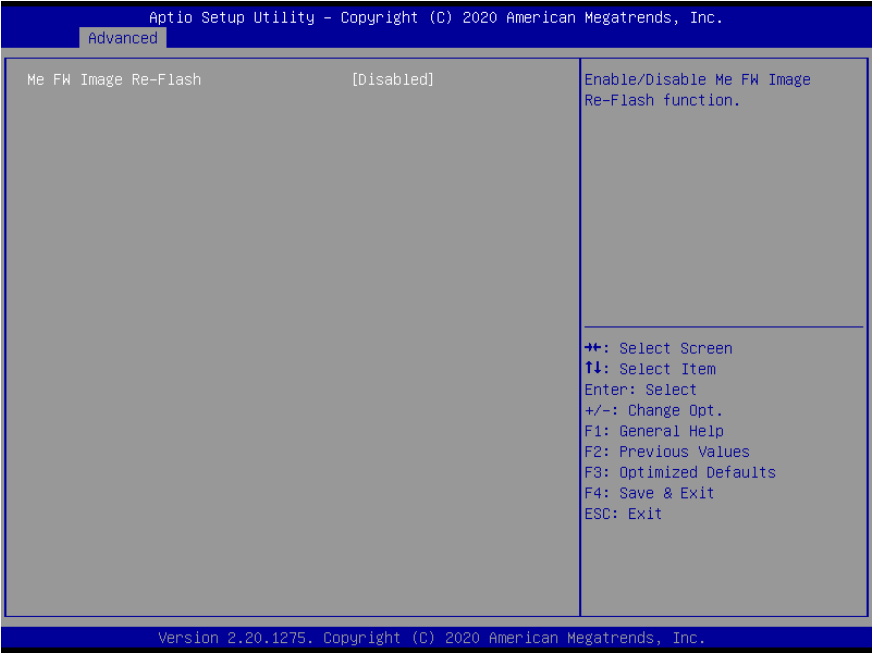 Aptio Setup Utility – Copyright (C) 2020 American Megatrends, Inc.
Advanced
Me FW Image Re-Flash [Disabled]
Enable/Disable Me FW Image
Re-Flash function.
→←: Select Screen
↑↓: Select Item
Enter: Select
+/-: Change Opt.
F1: General Help
F2: Previous Values
F3: Optimized Defaults
F4: Save & Exit
ESC: Exit
Version 2.20.1275. Copyright (C) 2020 American Megatrends, Inc.